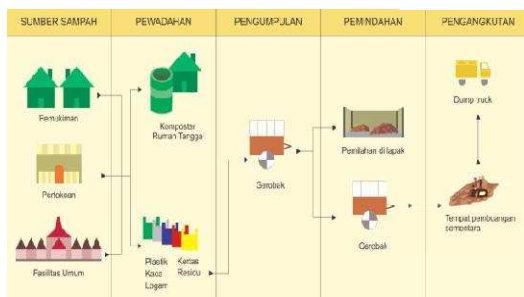 SUMBER SAMPAH
PEWADAHAN
PENGUMPULAN
PEMINDAHAN
PENGANGKUTAN
Pemukiman
Pertokoan
Fasilitas Umum
Komposter
Rumah Tangga
Plastik
Kaca
Logam
Kertas
Residu
Gerobak
Pemilahan di lapak
Gerobak
Dump truck
Tempat pembuangan
sementara